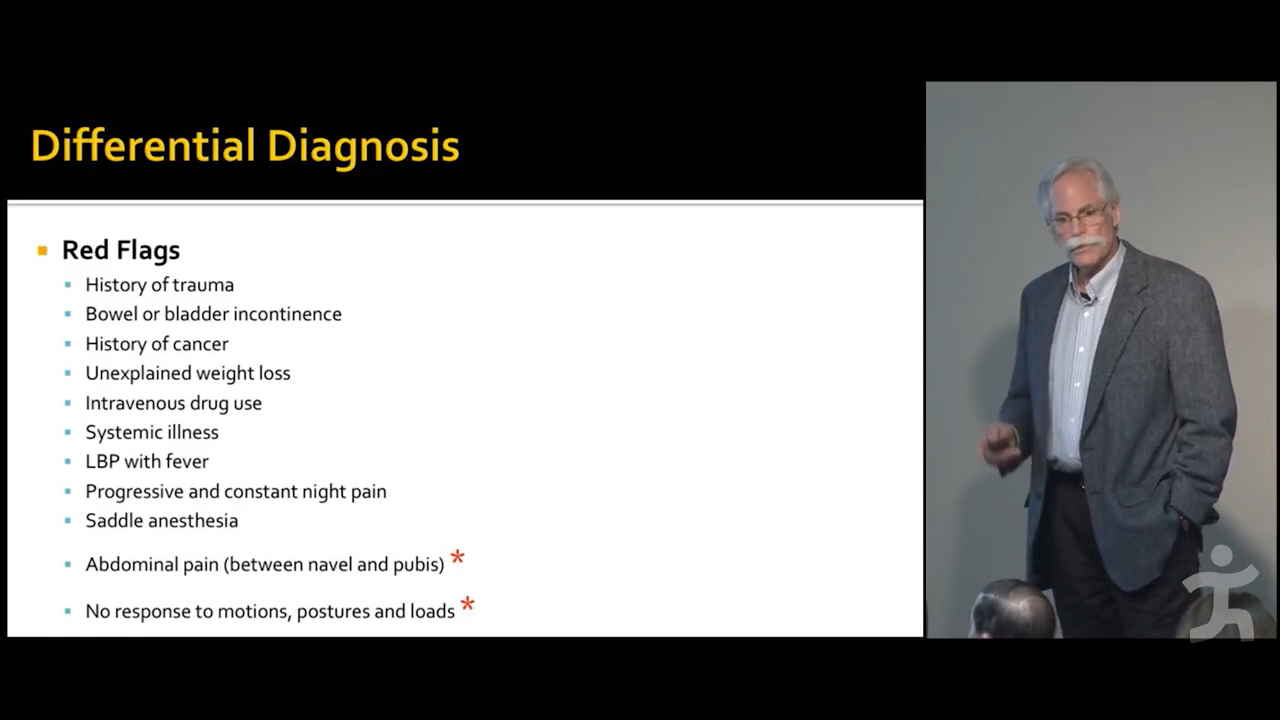 Differential Diagnosis
Red Flags
History of trauma
Bowel or bladder incontinence
History of cancer
Unexplained weight loss
Intravenous drug use
Systemic illness
LBP with fever
Progressive and constant night pain
Saddle anesthesia
Abdominal pain (between navel and pubis) *
No response to motions, postures and loads *